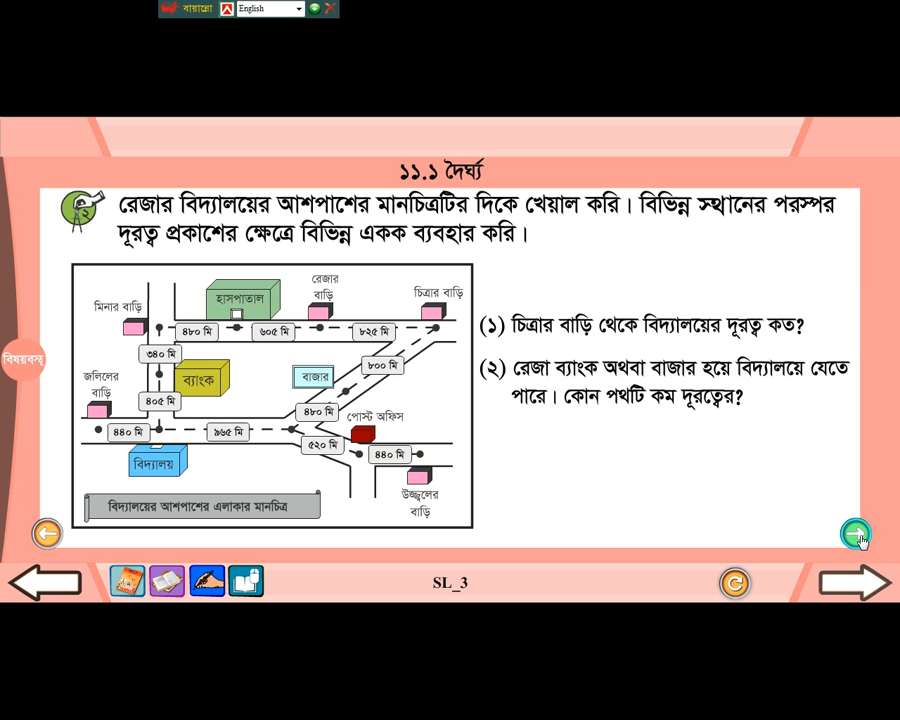 বায়ান্নো
English
১১.১ দৈর্ঘ্য
২
রেজার বিদ্যালয়ের আশপাশের মানচিত্রটির দিকে খেয়াল করি। বিভিন্ন স্থানের পরস্পর
দূরত্ব প্রকাশের ক্ষেত্রে বিভিন্ন একক ব্যবহার করি।
মিনার বাড়ি
হাসপাতাল
রেজার
বাড়ি
চিত্রার বাড়ি
৪৮০ মি
৬০৫ মি
৮২৫ মি
৩৪০ মি
ব্যাংক
বাজার
৮০০ মি
জলিলের
বাড়ি
৪০৫ মি
৪৮০ মি
পোস্ট অফিস
৪৪০ মি
৯৬৫ মি
৫২০ মি
৪৪০ মি
বিদ্যালয়
উজ্জ্বলের
বাড়ি
বিদ্যালয়ের আশপাশের এলাকার মানচিত্র
(১) চিত্রার বাড়ি থেকে বিদ্যালয়ের দূরত্ব কত?
(২) রেজা ব্যাংক অথবা বাজার হয়ে বিদ্যালয়ে যেতে
পারে। কোন পথটি কম দূরত্বের?
বিষয়বস্তু
SL_3